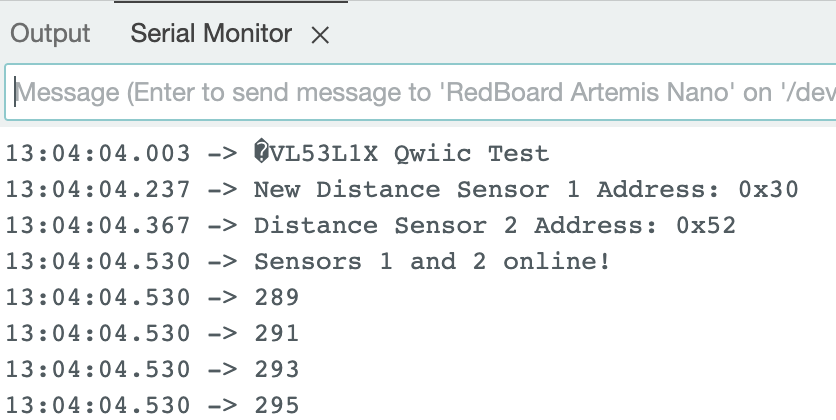 Output Serial Monitor ×
Message (Enter to send message to 'RedBoard Artemis Nano' on '/dev
13:04:04.003 -> �VL53L1X Qwiic Test
13:04:04.237 -> New Distance Sensor 1 Address: 0x30
13:04:04.367 -> Distance Sensor 2 Address: 0x52
13:04:04.530 -> Sensors 1 and 2 online!
13:04:04.530 -> 289
13:04:04.530 -> 291
13:04:04.530 -> 293
13:04:04.530 -> 295